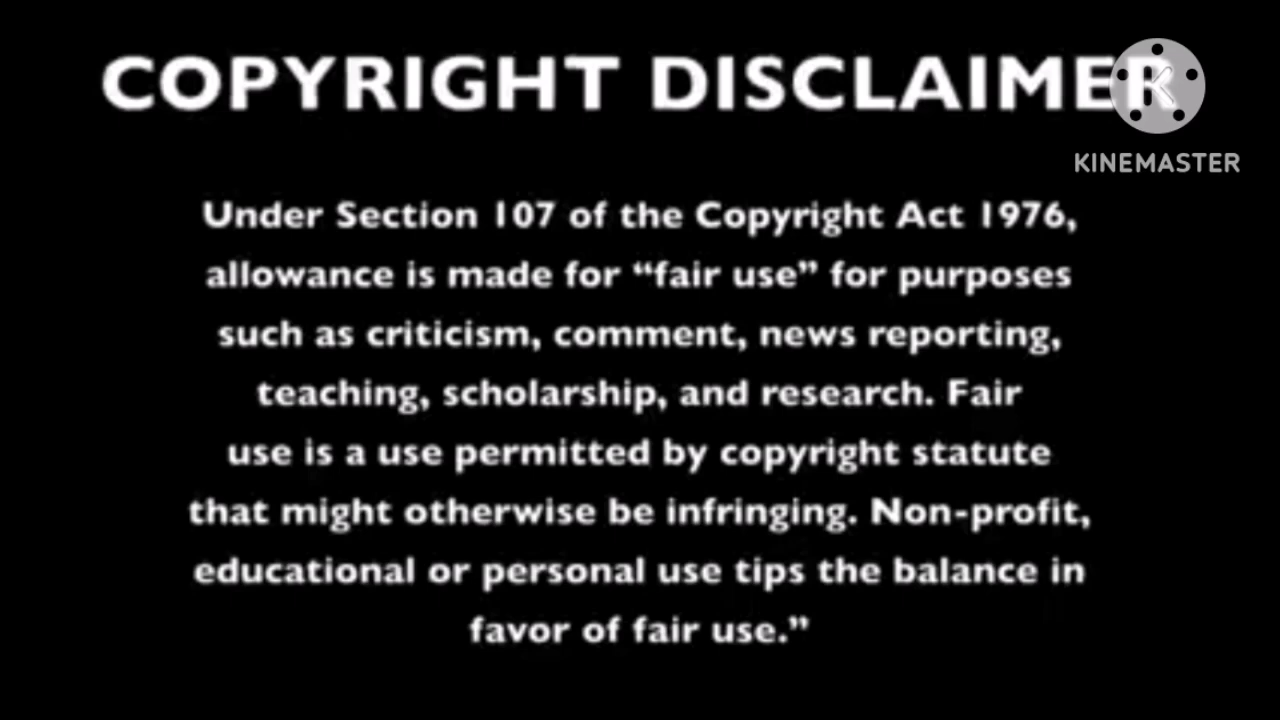 COPYRIGHT DISCLAIMER
KINEMASTER
Under Section 107 of the Copyright Act 1976,
allowance is made for “fair use” for purposes
such as criticism, comment, news reporting,
teaching, scholarship, and research. Fair
use is a use permitted by copyright statute
that might otherwise be infringing. Non-profit,
educational or personal use tips the balance in
favor of fair use.”